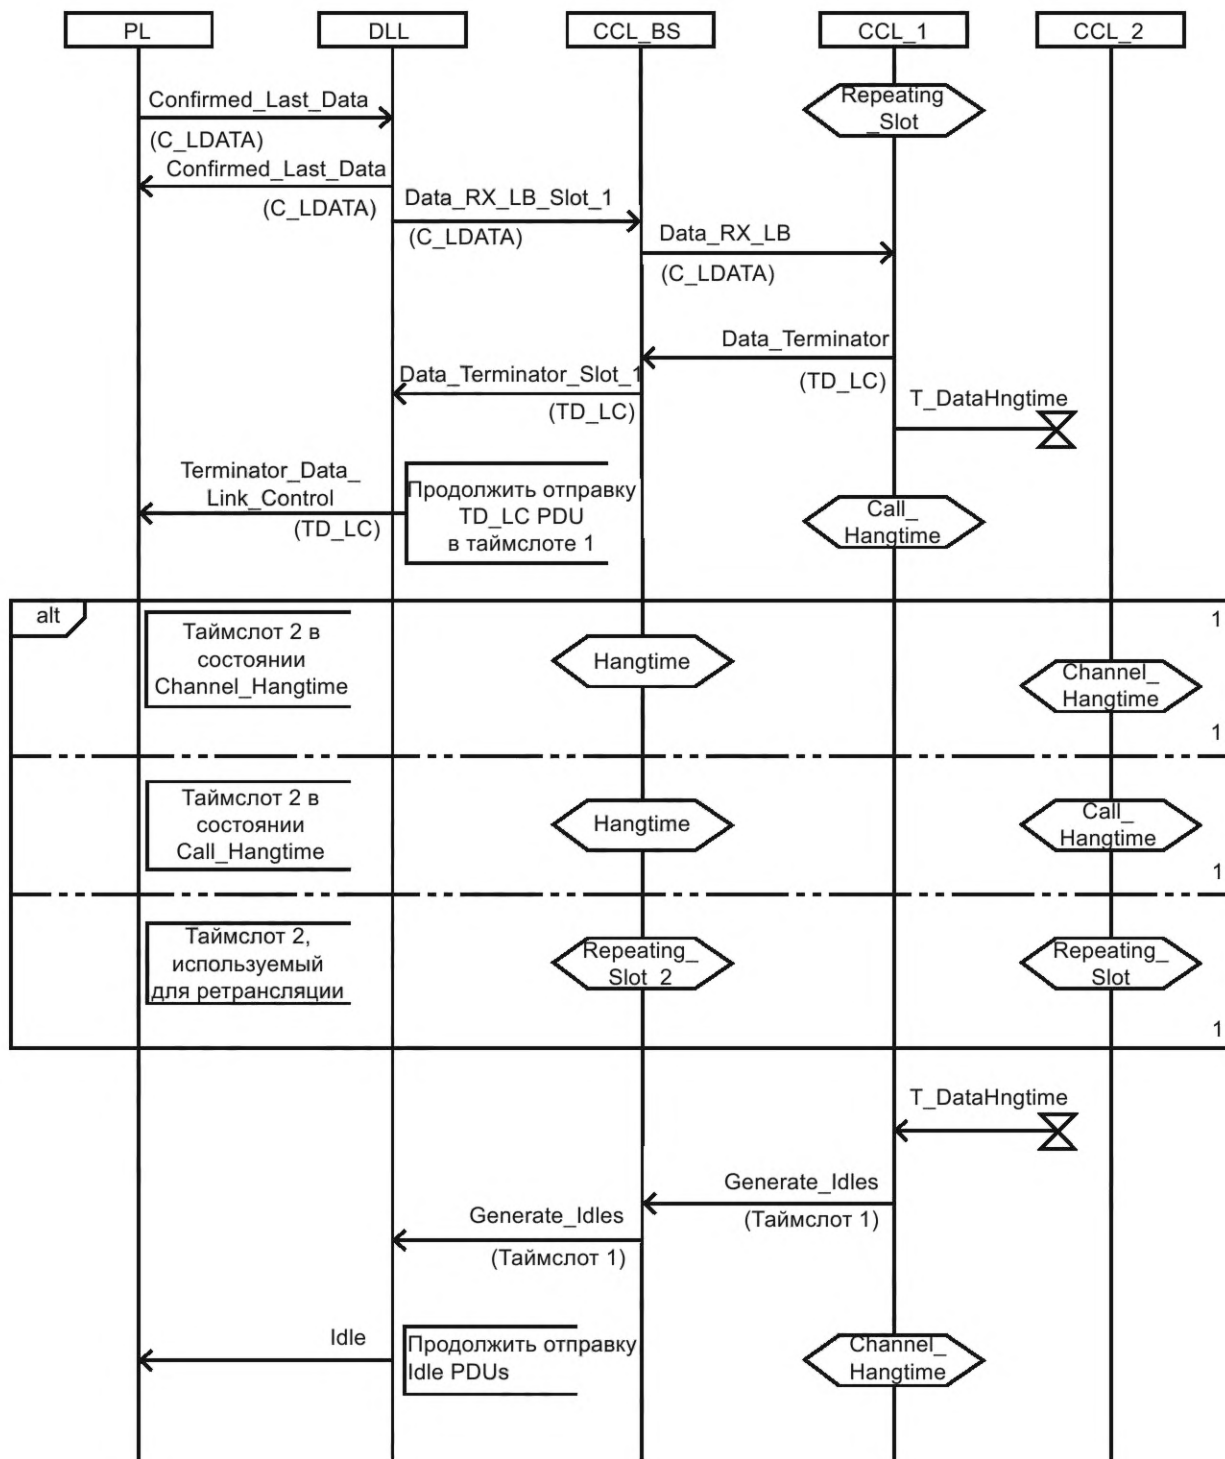 PL
DLL
CCL_BS
CCL_1
CCL_2
Confirmed_Last_Data
(C_LDATA)
Repeating
_Slot
Confirmed_Last_Data
(C_LDATA)
Data_RX_LB_Slot_1
(C_LDATA)
Data_RX_LB
(C_LDATA)
Data_Terminator
(TD_LC)
Data_Terminator_Slot_1
(TD_LC)
T_DataHngtime
Terminator_Data_
Link_Control
(TD_LC)
Продолжить отправку
TD_LC PDU
в таймслоте 1
Call_
Hangtime
alt
1
Таймслот 2 в
состоянии
Channel_Hangtime
Hangtime
Channel_
Hangtime
1
Таймслот 2 в
состоянии
Call_Hangtime
Hangtime
Call_
Hangtime
1
Таймслот 2,
используемый
для ретрансляции
Repeating_
Slot_2
Repeating_
Slot
1
T_DataHngtime
Generate_Idles
(Таймслот 1)
Generate_Idles
(Таймслот 1)
Idle
Продолжить отправку
Idle PDUs
Channel_
Hangtime